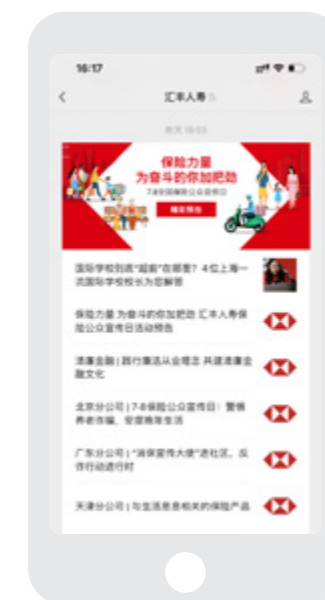 16:17
汇丰人寿
昨天 16:03
保险力量
为奋斗的你加把劲
7.8全国保险公众宣传日
精彩预告
国际学校到底“超前”在哪里？4位上海一
流国际学校校长为您解答
保险力量 为奋斗的你加把劲 汇丰人寿保
险公众宣传日活动预告
清廉金融 | 践行廉洁从业理念 共建清廉金
融文化
北京分公司 | 7·8保险公众宣传日：警惕
养老诈骗，安度晚年生活
广东分公司 | “消保宣传大使”进社区，反
诈行动进行时
天津分公司 | 与生活息息相关的保险产品